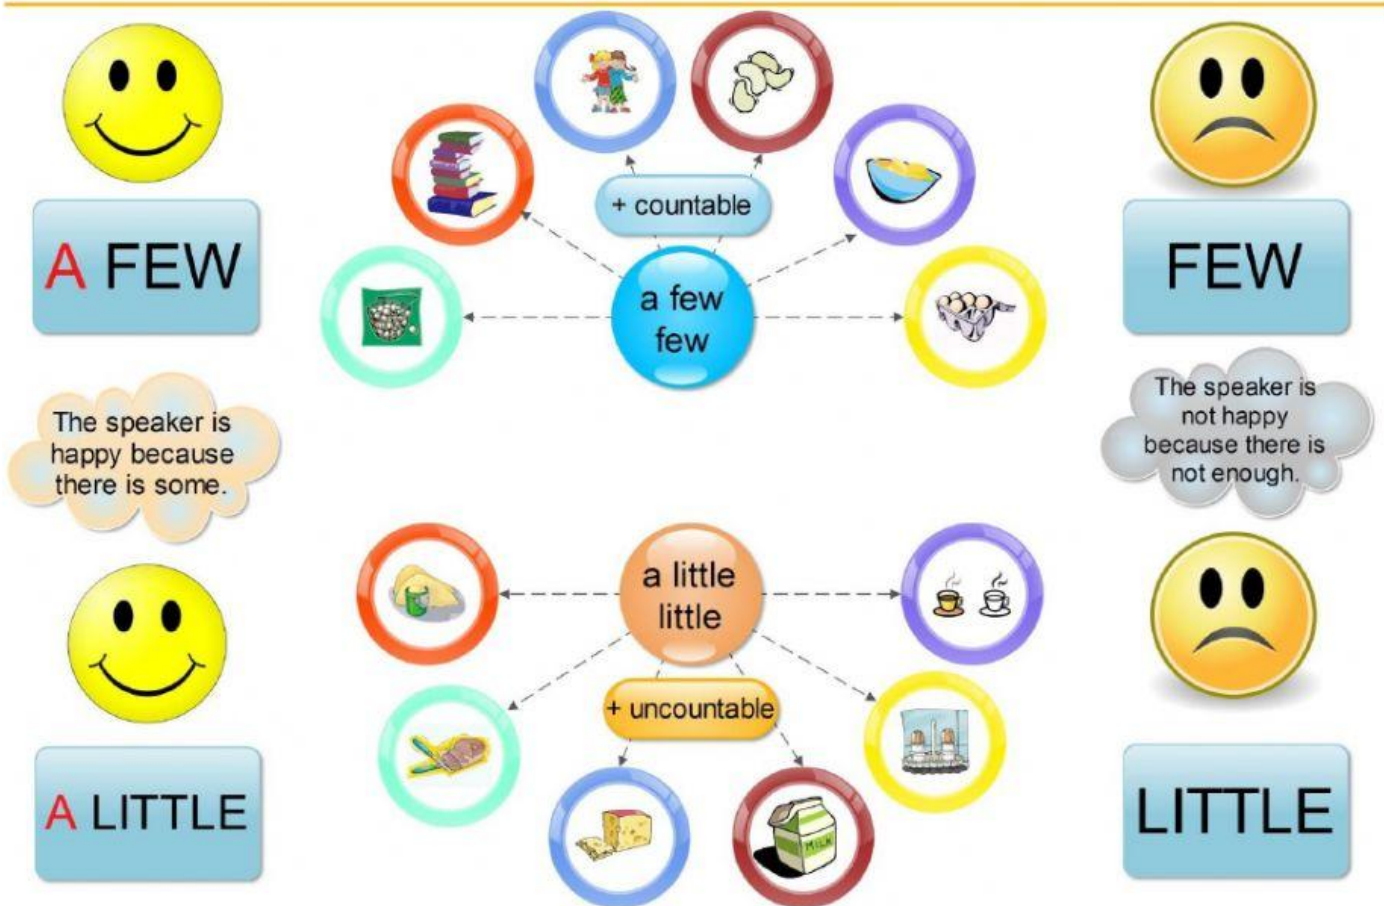 + countable
A FEW
a few
few
FEW
The speaker is
happy because
there is some.
The speaker is
not happy
because there is
not enough.
a little
little
+ uncountable
MILK
A LITTLE
LITTLE